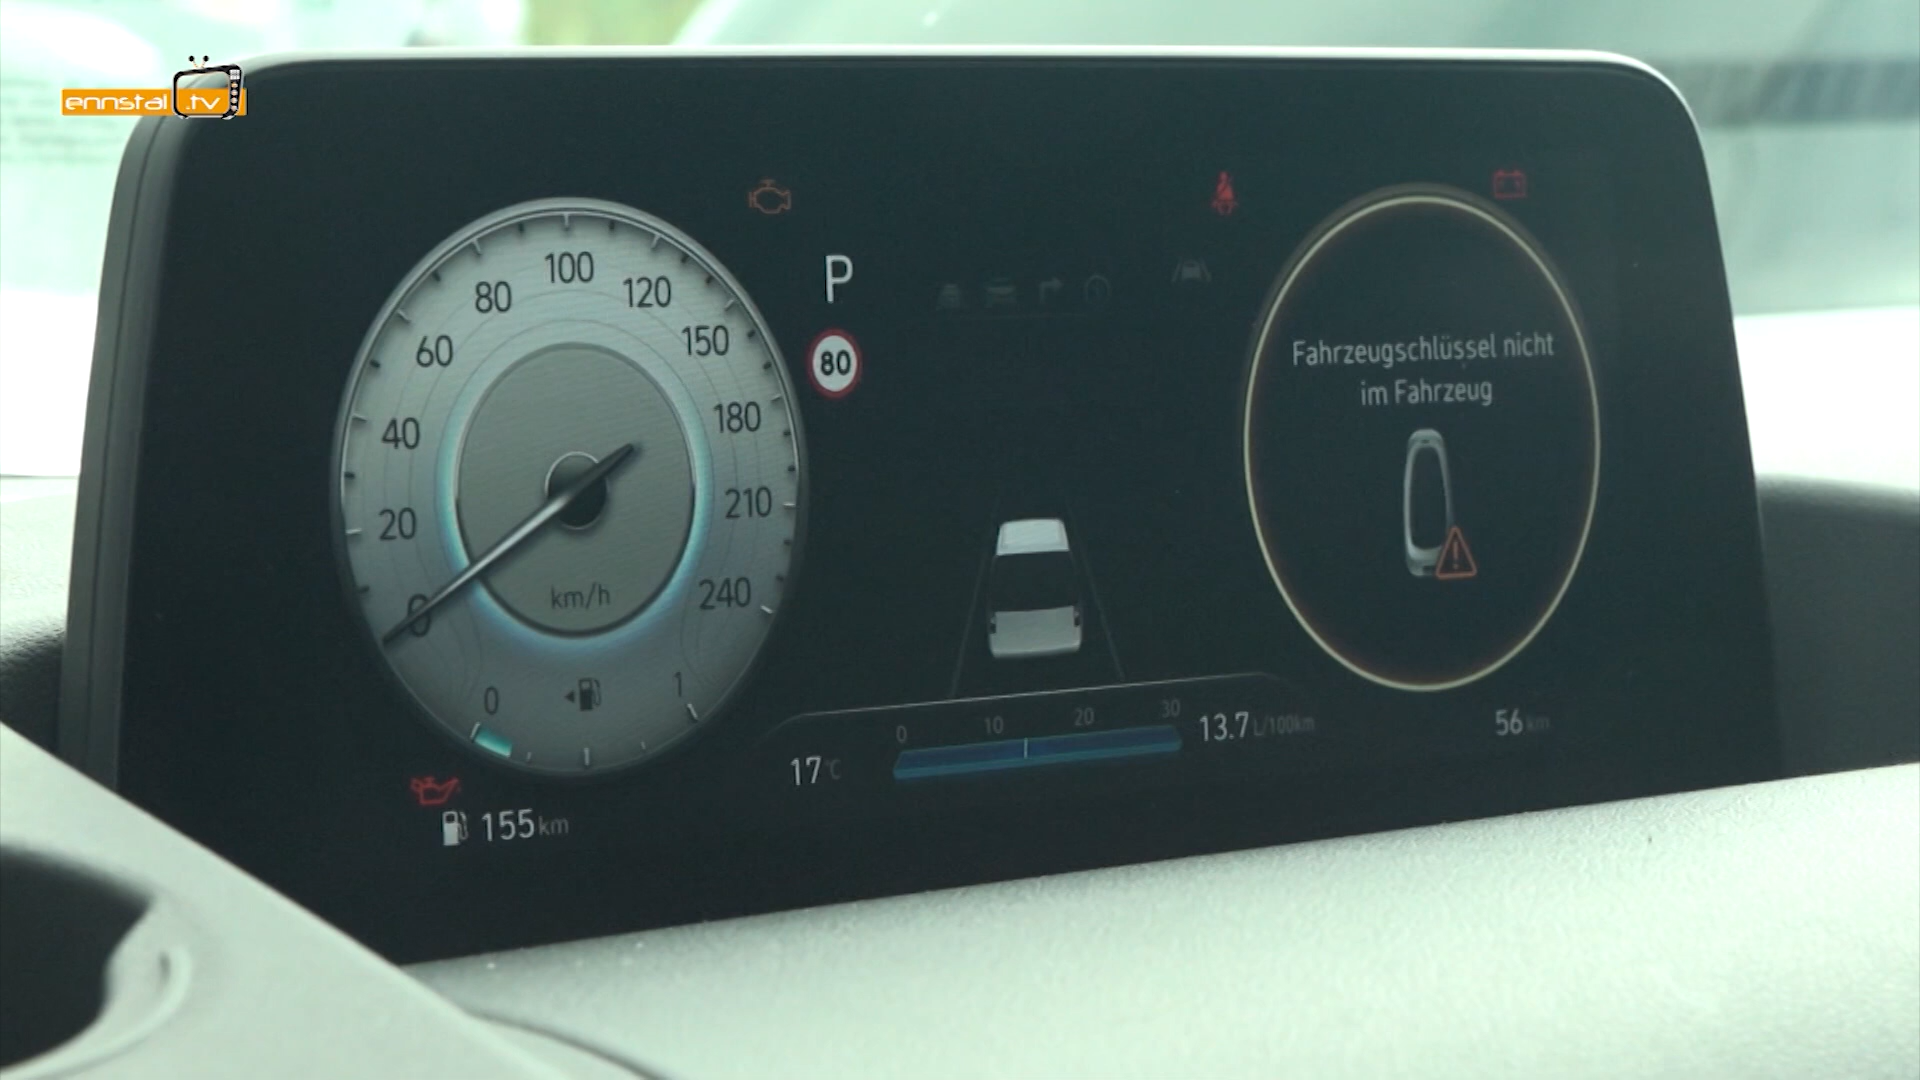 ennstal .tv
P
80
0
20
40
60
80
100
120
150
180
210
240
km/h
0
1
155 km
17 °C
0 10 20 30
13.7 L/100km
Fahrzeugschlüssel nicht
im Fahrzeug
56 km